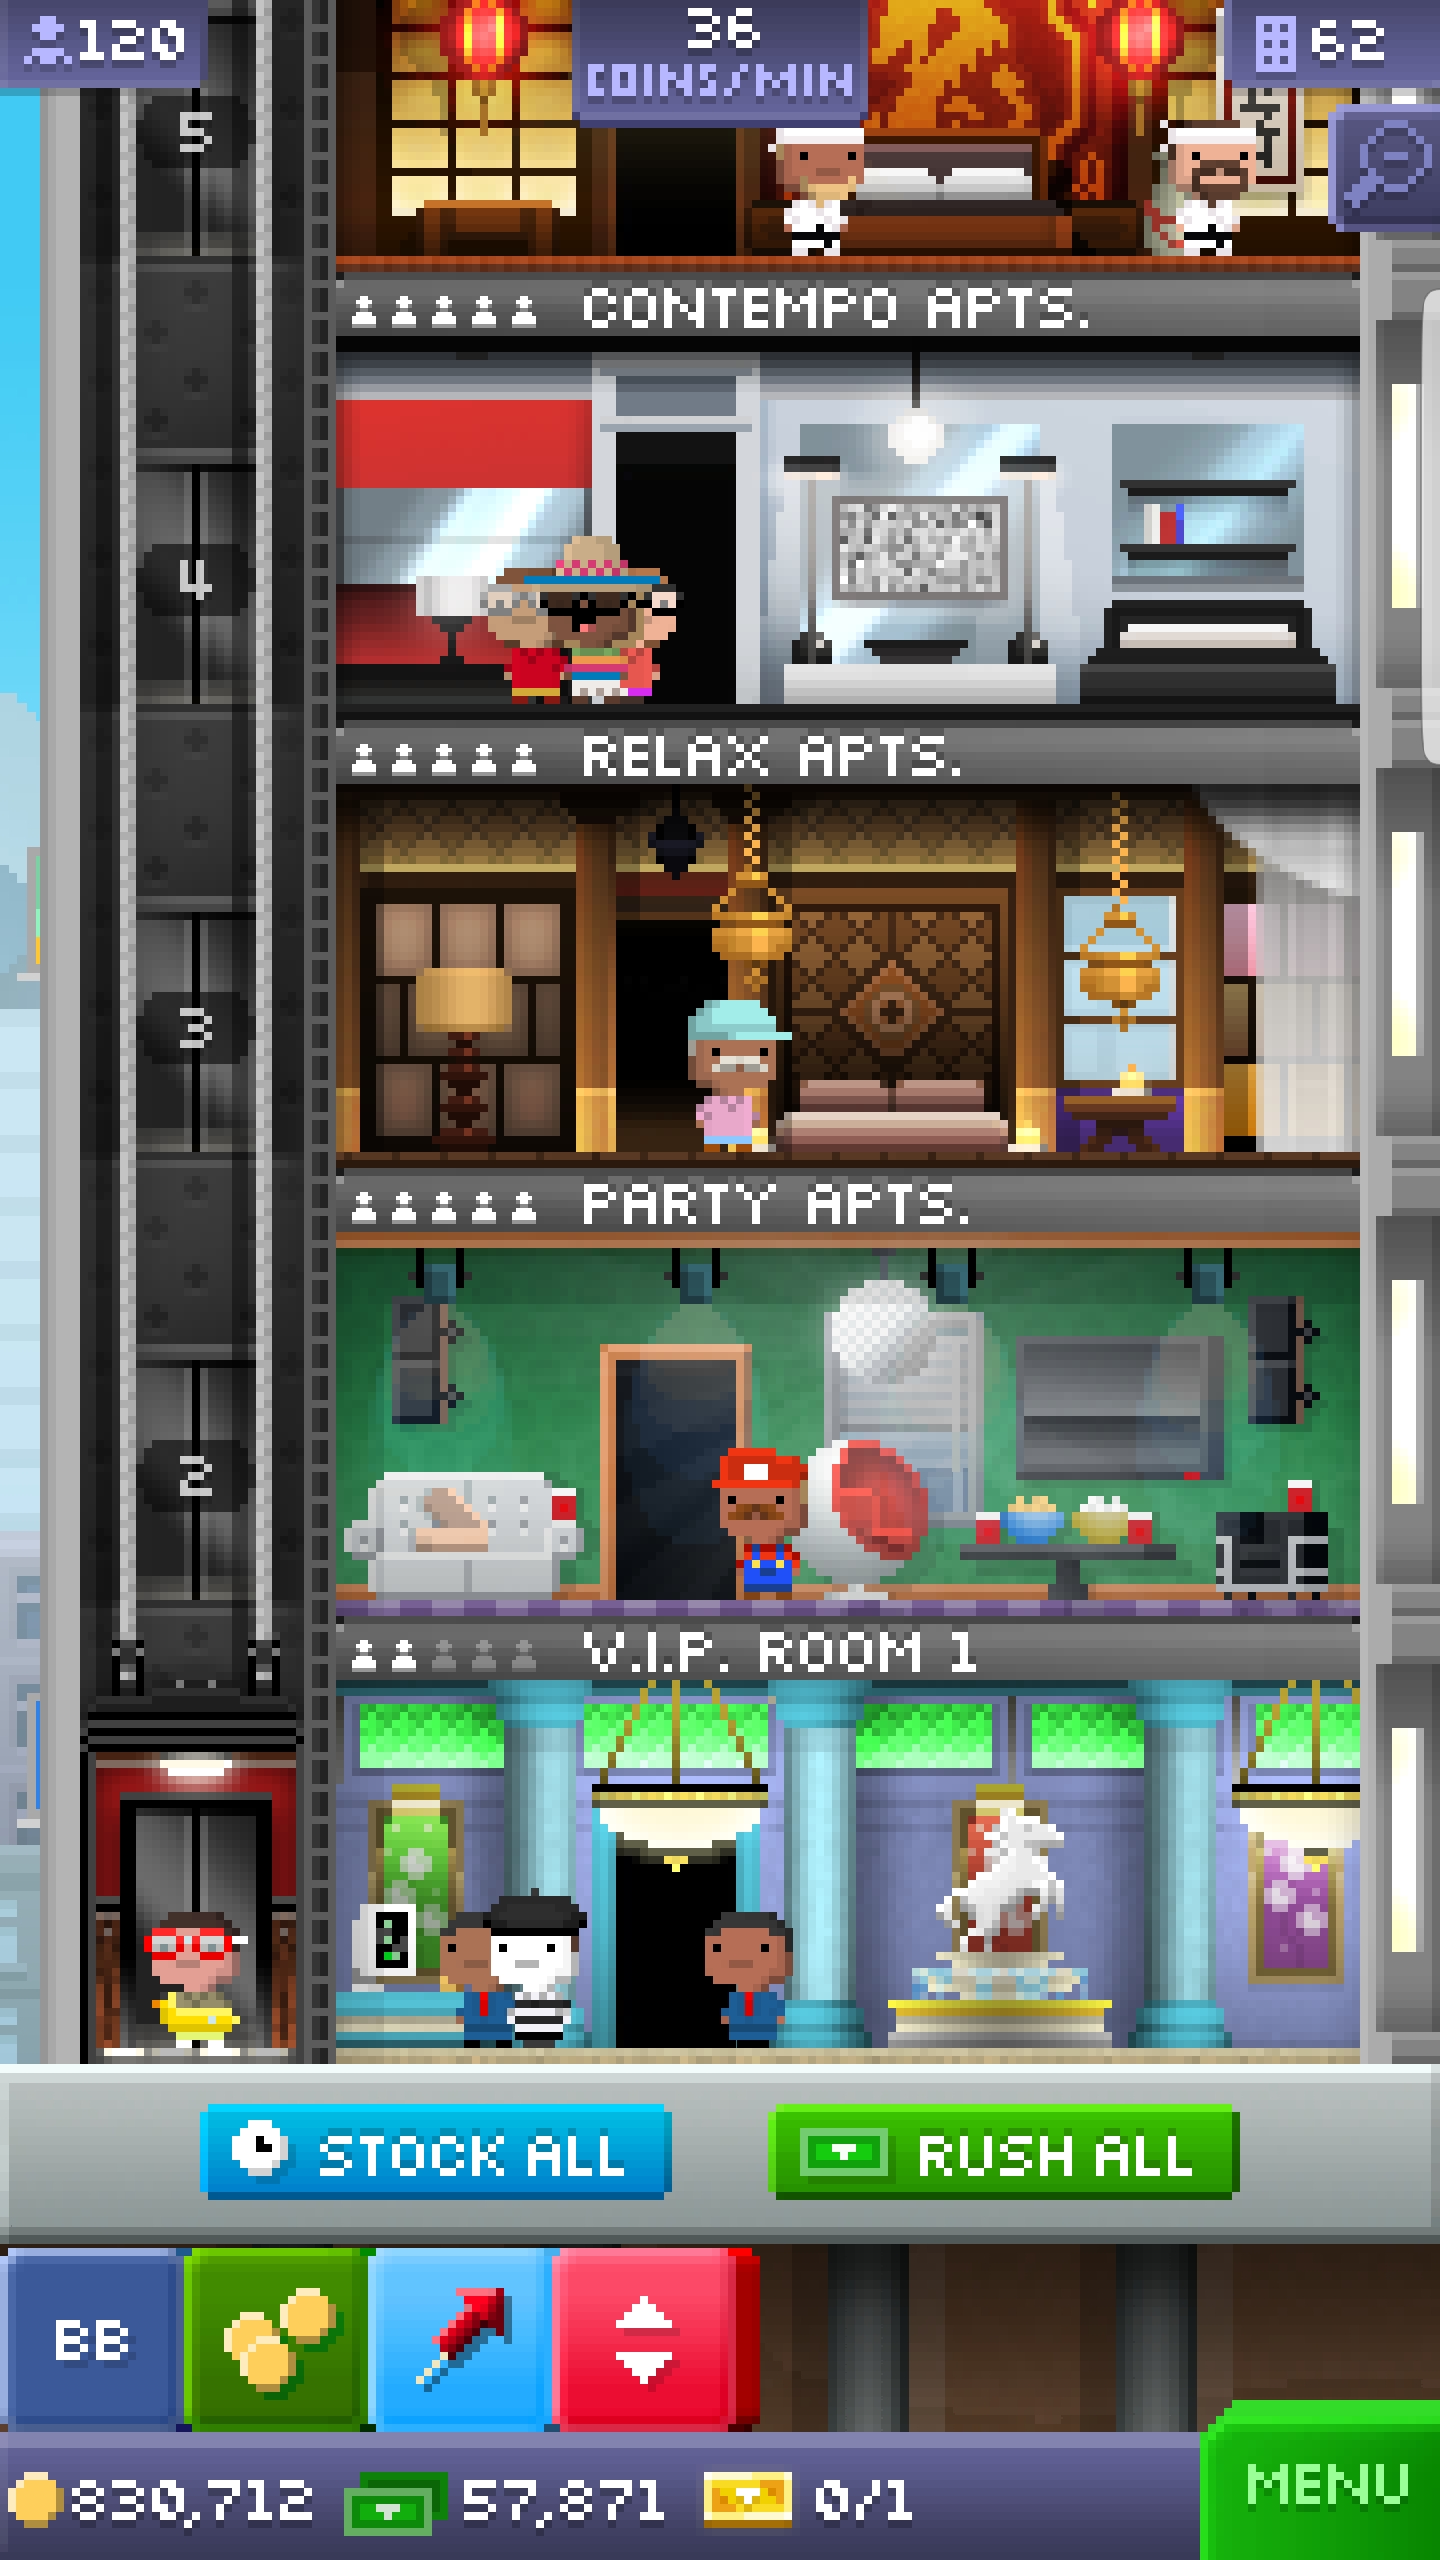 120
36
COINS/MIN
62
5
CONTEMPO APTS.
4
RELAX APTS.
3
PARTY APTS.
2
V.I.P. ROOM 1
STOCK ALL
RUSH ALL
BB
830,712
57,871
0/1
MENU